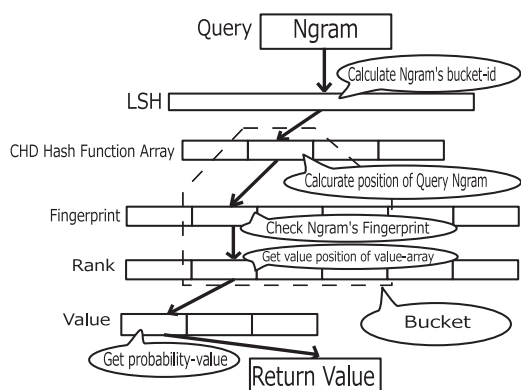 Query
Ngram
Calculate Ngram's bucket-id
LSH
CHD Hash Function Array
Calcurate position of Query Ngram
Fingerprint
Check Ngram's Fingerprint
Get value position of value-array
Rank
Value
Bucket
Get probability-value
Return Value